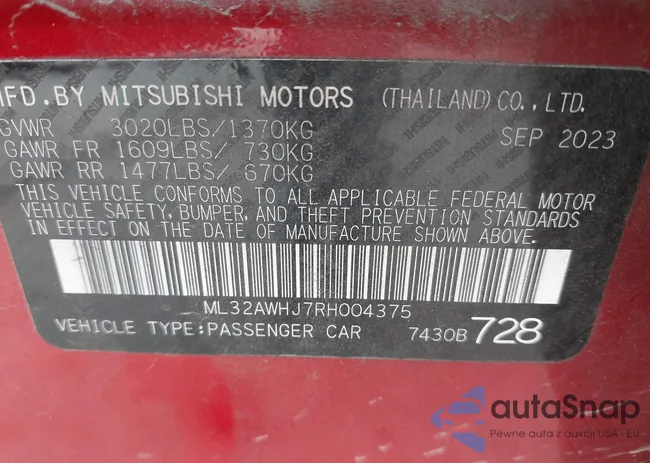 MFD.BY MITSUBISHI MOTORS (THAILAND)CO.,LTD.
GVWR 3020LBS/1370KG SEP 2023
GAWR FR 1609LBS/ 730KG
GAWR RR 1477LBS/ 670KG
THIS VEHICLE CONFORMS TO ALL APPLICABLE FEDERAL MOTOR
VEHICLE SAFETY, BUMPER, AND THEFT PREVENTION STANDARDS
IN EFFECT ON THE DATE OF MANUFACTURE SHOWN ABOVE.
ML32AWHJ7RH004375
VEHICLE TYPE:PASSENGER CAR 7430B 728
autaSnap
Pewne auta z aukcji USA - EU